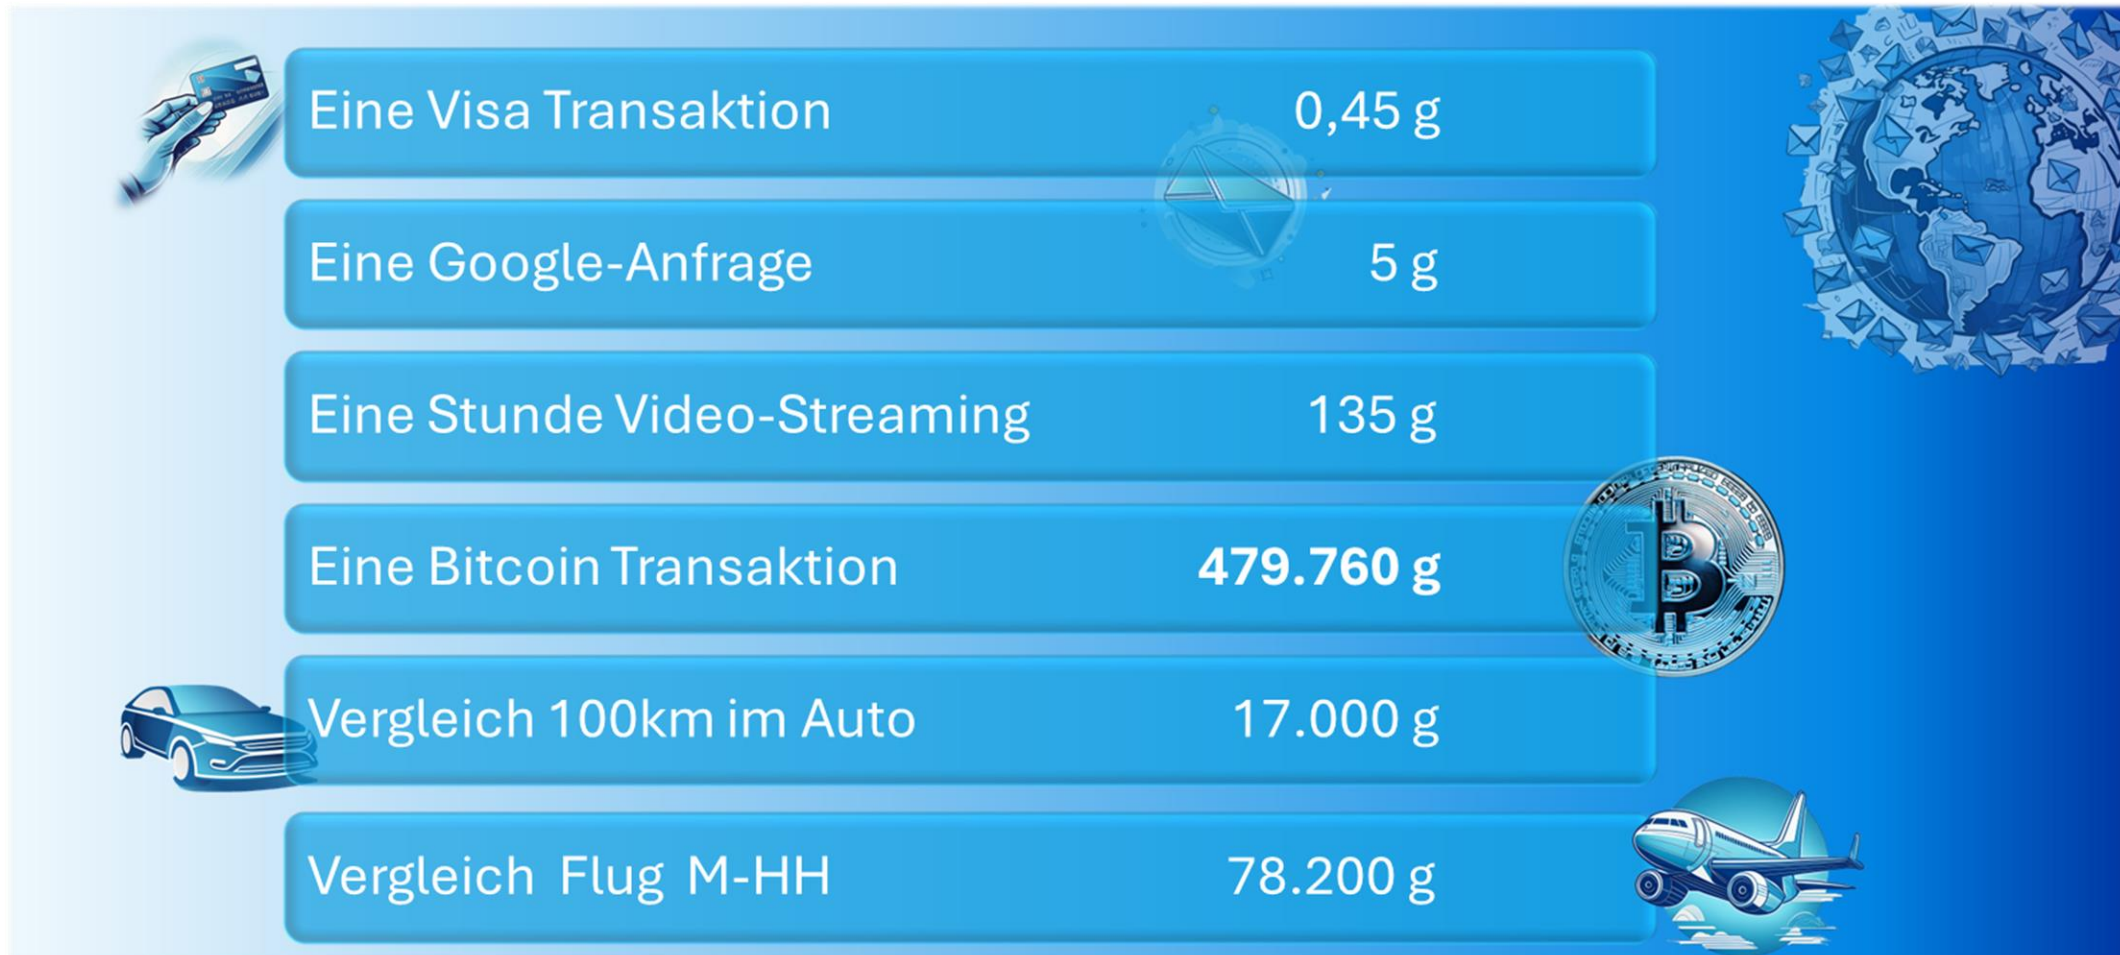 Eine Visa Transaktion 0,45 g
Eine Google-Anfrage 5 g
Eine Stunde Video-Streaming 135 g
Eine Bitcoin Transaktion 479.760 g
Vergleich 100km im Auto 17.000 g
Vergleich Flug M-HH 78.200 g